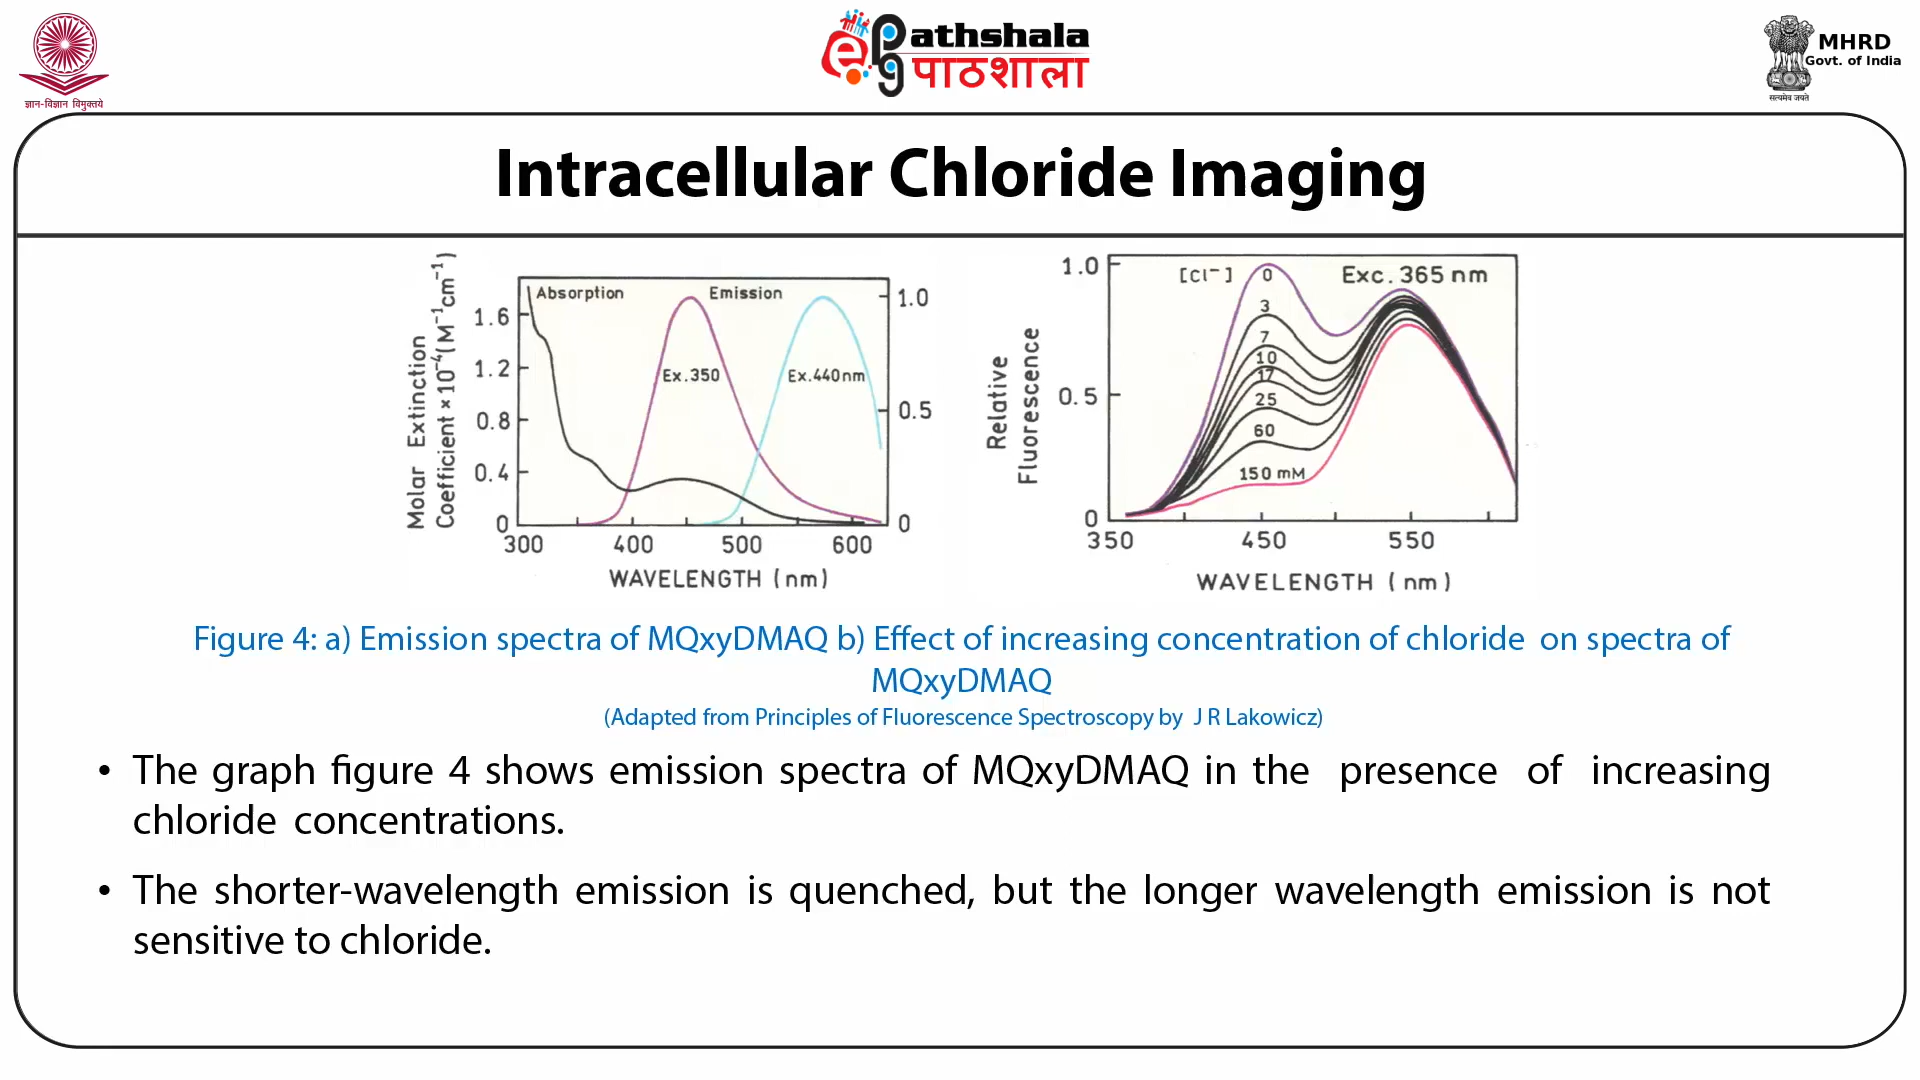 ज्ञान-विज्ञान विमुक्तये
ePathshala
पाठशाला
MHRD
Govt. of India
सत्यमेव जयते
Intracellular Chloride Imaging
Molar Extinction
Coefficient × 10⁻⁴ (M⁻¹cm⁻¹)
Absorption
Emission
Ex.350
Ex.440nm
1.6
1.2
0.8
0.4
0
1.0
0.5
0
300 400 500 600
WAVELENGTH (nm)
Relative
Fluorescence
1.0
0.5
0
[Cl⁻] 0
Exc. 365 nm
3
7
10
17
25
60
150 mM
350 450 550
WAVELENGTH (nm)
Figure 4: a) Emission spectra of MQxyDMAQ b) Effect of increasing concentration of chloride on spectra of
MQxyDMAQ
(Adapted from Principles of Fluorescence Spectroscopy by J R Lakowicz)
• The graph figure 4 shows emission spectra of MQxyDMAQ in the presence of increasing
chloride concentrations.
• The shorter-wavelength emission is quenched, but the longer wavelength emission is not
sensitive to chloride.